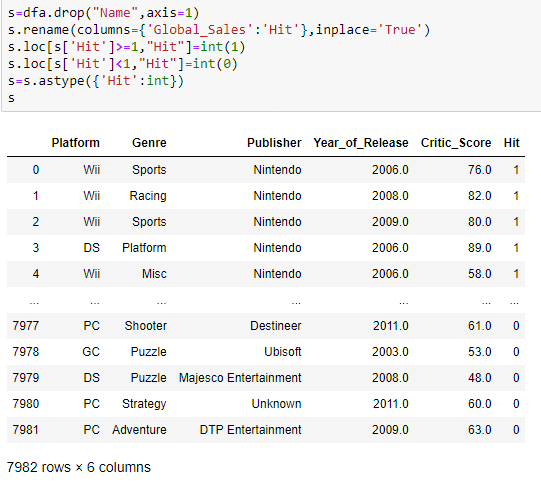 s=dfa.drop("Name",axis=1)
s.rename(columns={'Global_Sales':'Hit'},inplace='True')
s.loc[s['Hit']>=1,"Hit"]=int(1)
s.loc[s['Hit']<1,"Hit"]=int(0)
s=s.astype({'Hit':int})
s
Platform Genre Publisher Year_of_Release Critic_Score Hit
0 Wii Sports Nintendo 2006.0 76.0 1
1 Wii Racing Nintendo 2008.0 82.0 1
2 Wii Sports Nintendo 2009.0 80.0 1
3 DS Platform Nintendo 2006.0 89.0 1
4 Wii Misc Nintendo 2006.0 58.0 1
... ... ... ... ... ... ...
7977 PC Shooter Destineer 2011.0 61.0 0
7978 GC Puzzle Ubisoft 2003.0 53.0 0
7979 DS Puzzle Majesco Entertainment 2008.0 48.0 0
7980 PC Strategy Unknown 2011.0 60.0 0
7981 PC Adventure DTP Entertainment 2009.0 63.0 0
7982 rows × 6 columns